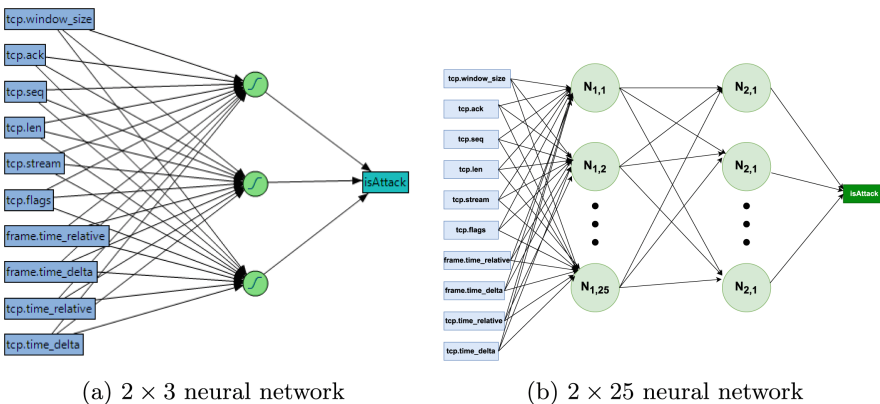 tcp.window_size
tcp.ack
tcp.seq
tcp.len
tcp.stream
tcp.flags
frame.time_relative
frame.time_delta
tcp.time_relative
tcp.time_delta
isAttack
(a) 2 × 3 neural network
tcp.window_size
tcp.ack
tcp.seq
tcp.len
tcp.stream
tcp.flags
frame.time_relative
frame.time_delta
tcp.time_relative
tcp.time_delta
N1,1
N1,2
N1,25
N2,1
N2,1
N2,1
isAttack
(b) 2 × 25 neural network